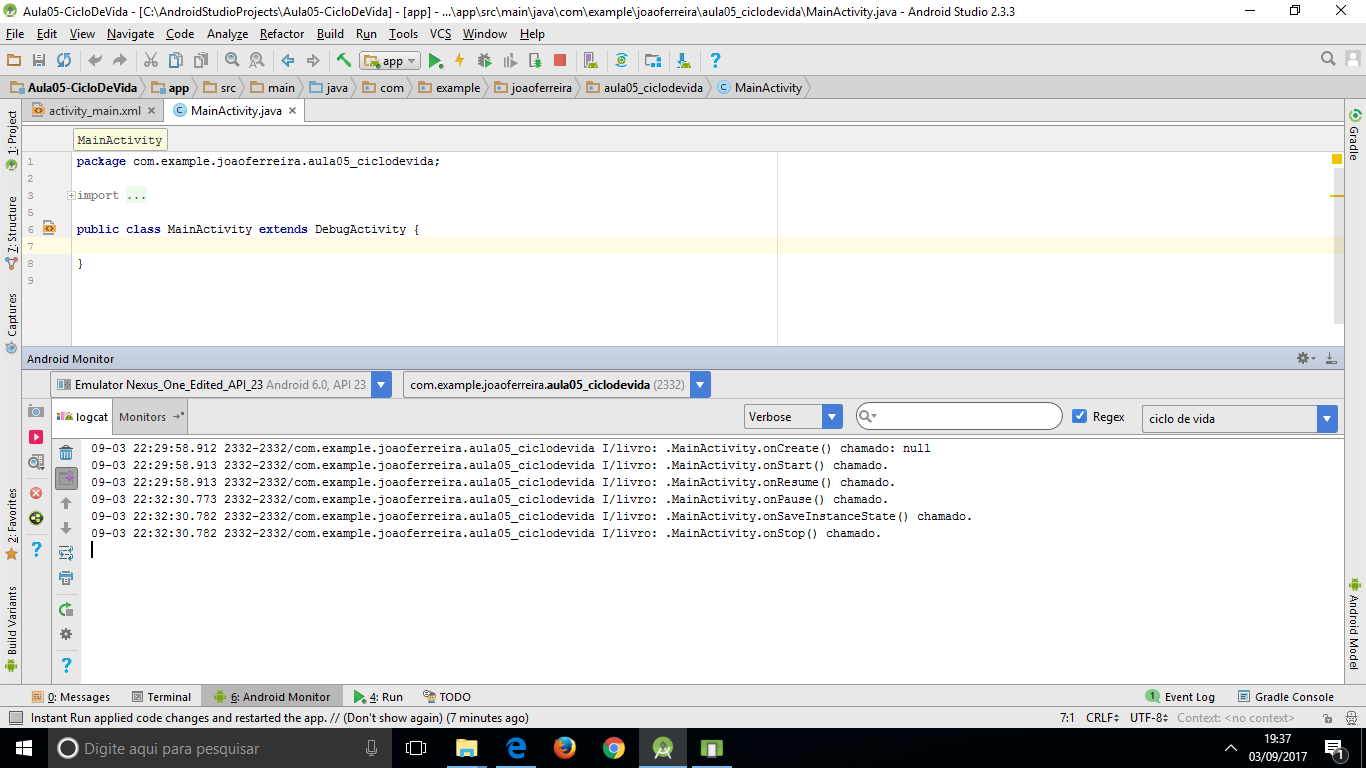 Aula05-CicloDeVida - [C:\AndroidStudioProjects\Aula05-CicloDeVida] - [app] - ...\app\src\main\java\com\example\joaoferreira\aula05_ciclodevida\MainActivity.java - Android Studio 2.3.3
File Edit View Navigate Code Analyze Refactor Build Run Tools VCS Window Help
app
Aula05-CicloDeVida app src main java com example joaoferreira aula05_ciclodevida MainActivity
activity_main.xml MainActivity.java
MainActivity
1 package com.example.joaoferreira.aula05_ciclodevida;
2
3 import ...
5
6 public class MainActivity extends DebugActivity {
7
8 }
9
1: Project
7: Structure
Captures
2: Favorites
Build Variants
Gradle
Android Model
Android Monitor
Emulator Nexus_One_Edited_API_23 Android 6.0, API 23 com.example.joaoferreira.aula05_ciclodevida (2332)
logcat Monitors Verbose Regex ciclo de vida
09-03 22:29:58.912 2332-2332/com.example.joaoferreira.aula05_ciclodevida I/livro: .MainActivity.onCreate() chamado: null
09-03 22:29:58.913 2332-2332/com.example.joaoferreira.aula05_ciclodevida I/livro: .MainActivity.onStart() chamado.
09-03 22:29:58.913 2332-2332/com.example.joaoferreira.aula05_ciclodevida I/livro: .MainActivity.onResume() chamado.
09-03 22:32:30.773 2332-2332/com.example.joaoferreira.aula05_ciclodevida I/livro: .MainActivity.onPause() chamado.
09-03 22:32:30.782 2332-2332/com.example.joaoferreira.aula05_ciclodevida I/livro: .MainActivity.onSaveInstanceState() chamado.
09-03 22:32:30.782 2332-2332/com.example.joaoferreira.aula05_ciclodevida I/livro: .MainActivity.onStop() chamado.
0: Messages Terminal 6: Android Monitor 4: Run TODO 1 Event Log Gradle Console
Instant Run applied code changes and restarted the app. // (Don't show again) (7 minutes ago) 7:1 CRLF UTF-8 Context: <no context>
Digite aqui para pesquisar
19:37
03/09/2017
1